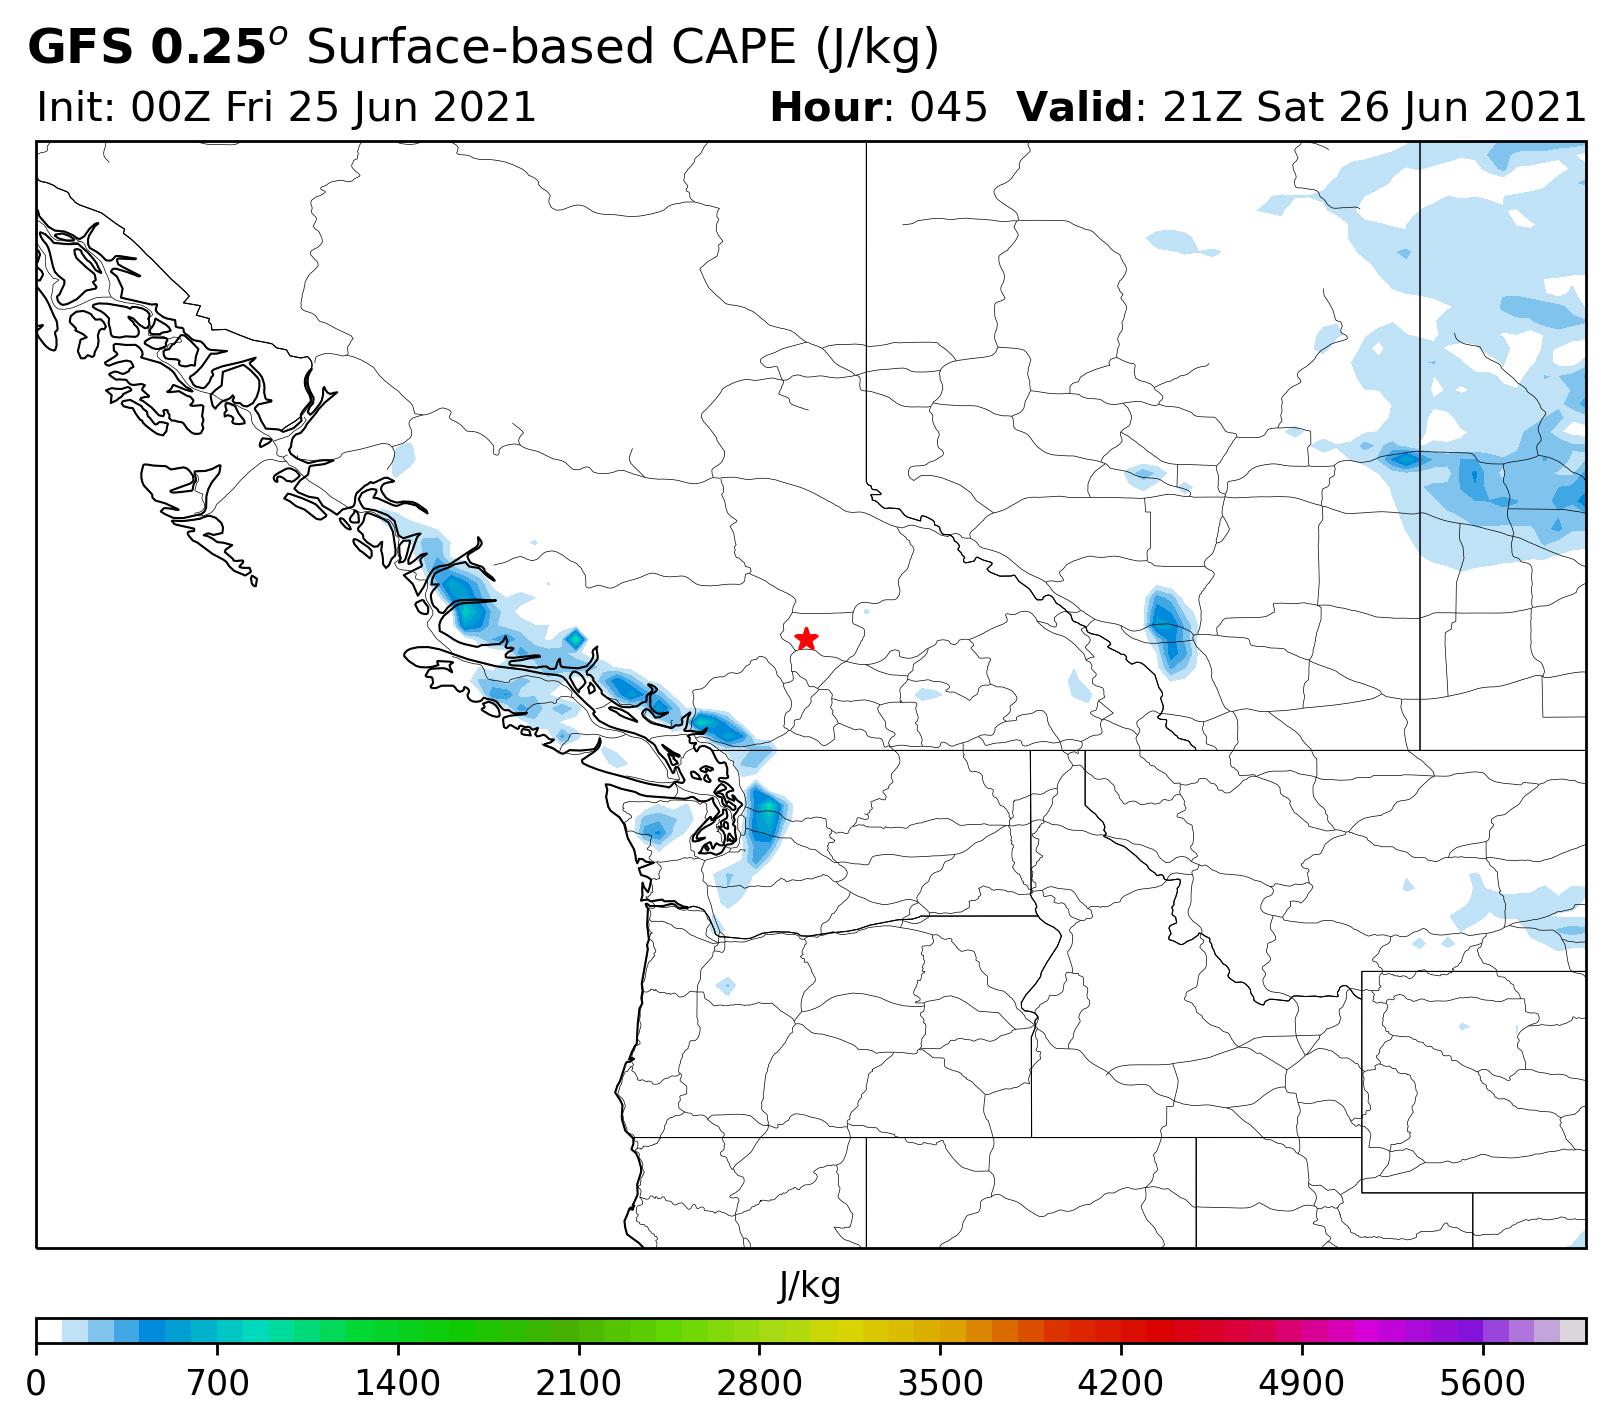 GFS 0.25° Surface-based CAPE (J/kg)
Init: 00Z Fri 25 Jun 2021 Hour: 045 Valid: 21Z Sat 26 Jun 2021
J/kg
0 700 1400 2100 2800 3500 4200 4900 5600